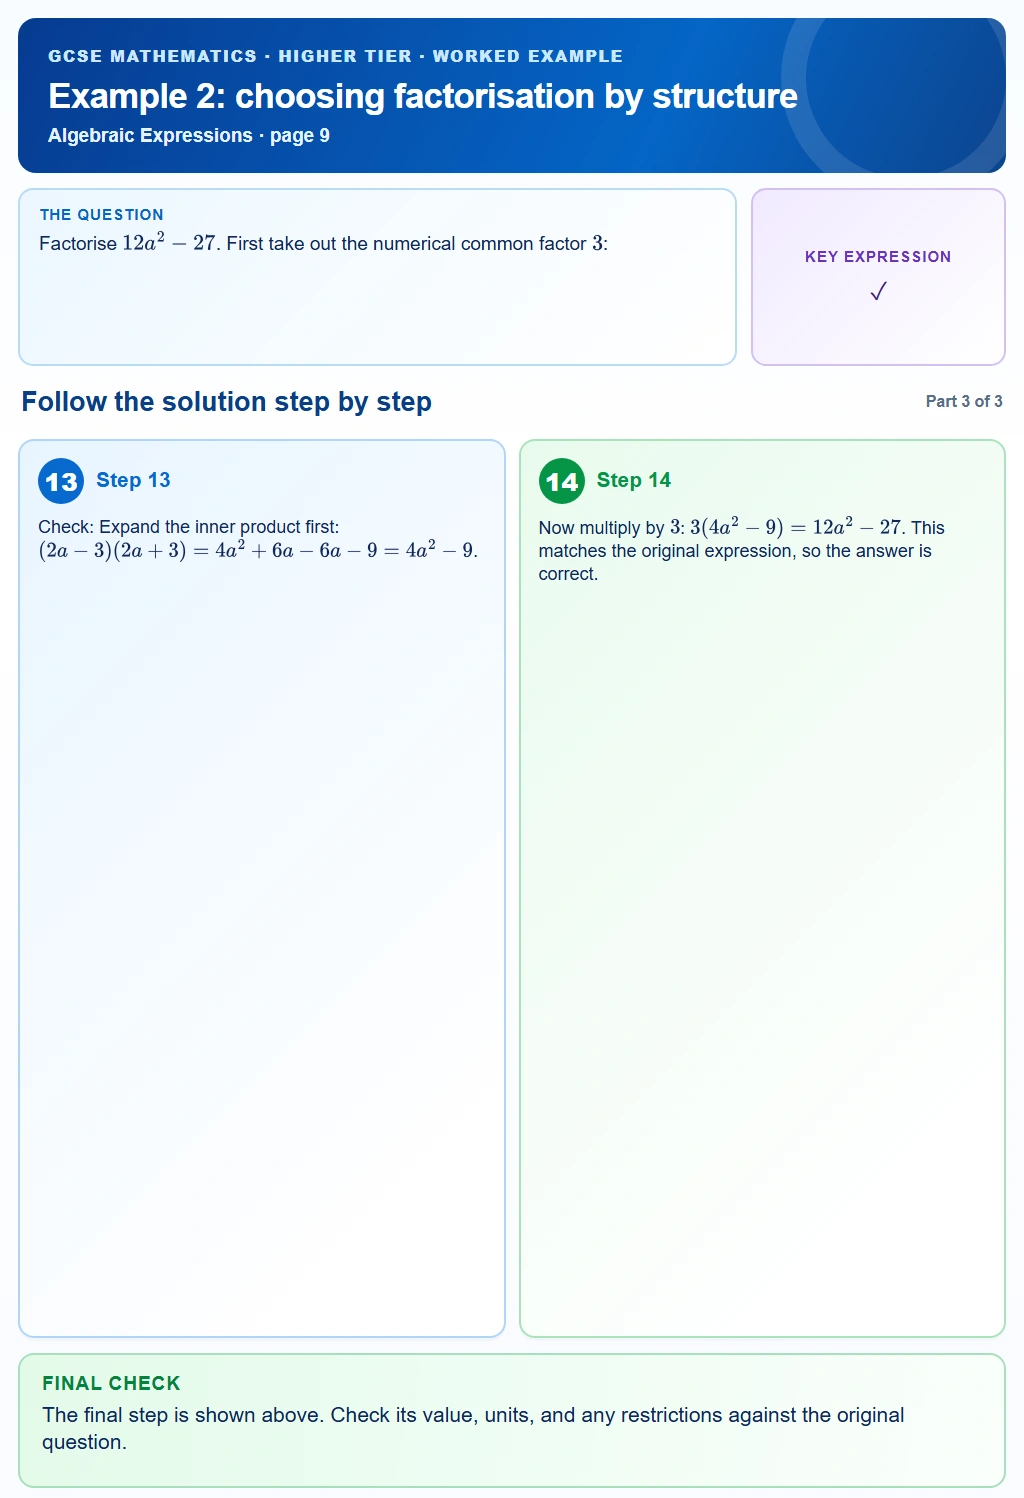 GCSE MATHEMATICS · HIGHER TIER · WORKED EXAMPLE
Example 2: choosing factorisation by structure
Algebraic Expressions · page 9
THE QUESTION
Factorise 12a² − 27. First take out the numerical common factor 3:
KEY EXPRESSION
✓
Follow the solution step by step
Part 3 of 3
13 Step 13
Check: Expand the inner product first:
(2a − 3)(2a + 3) = 4a² + 6a − 6a − 9 = 4a² − 9.
14 Step 14
Now multiply by 3: 3(4a² − 9) = 12a² − 27. This
matches the original expression, so the answer is
correct.
FINAL CHECK
The final step is shown above. Check its value, units, and any restrictions against the original
question.